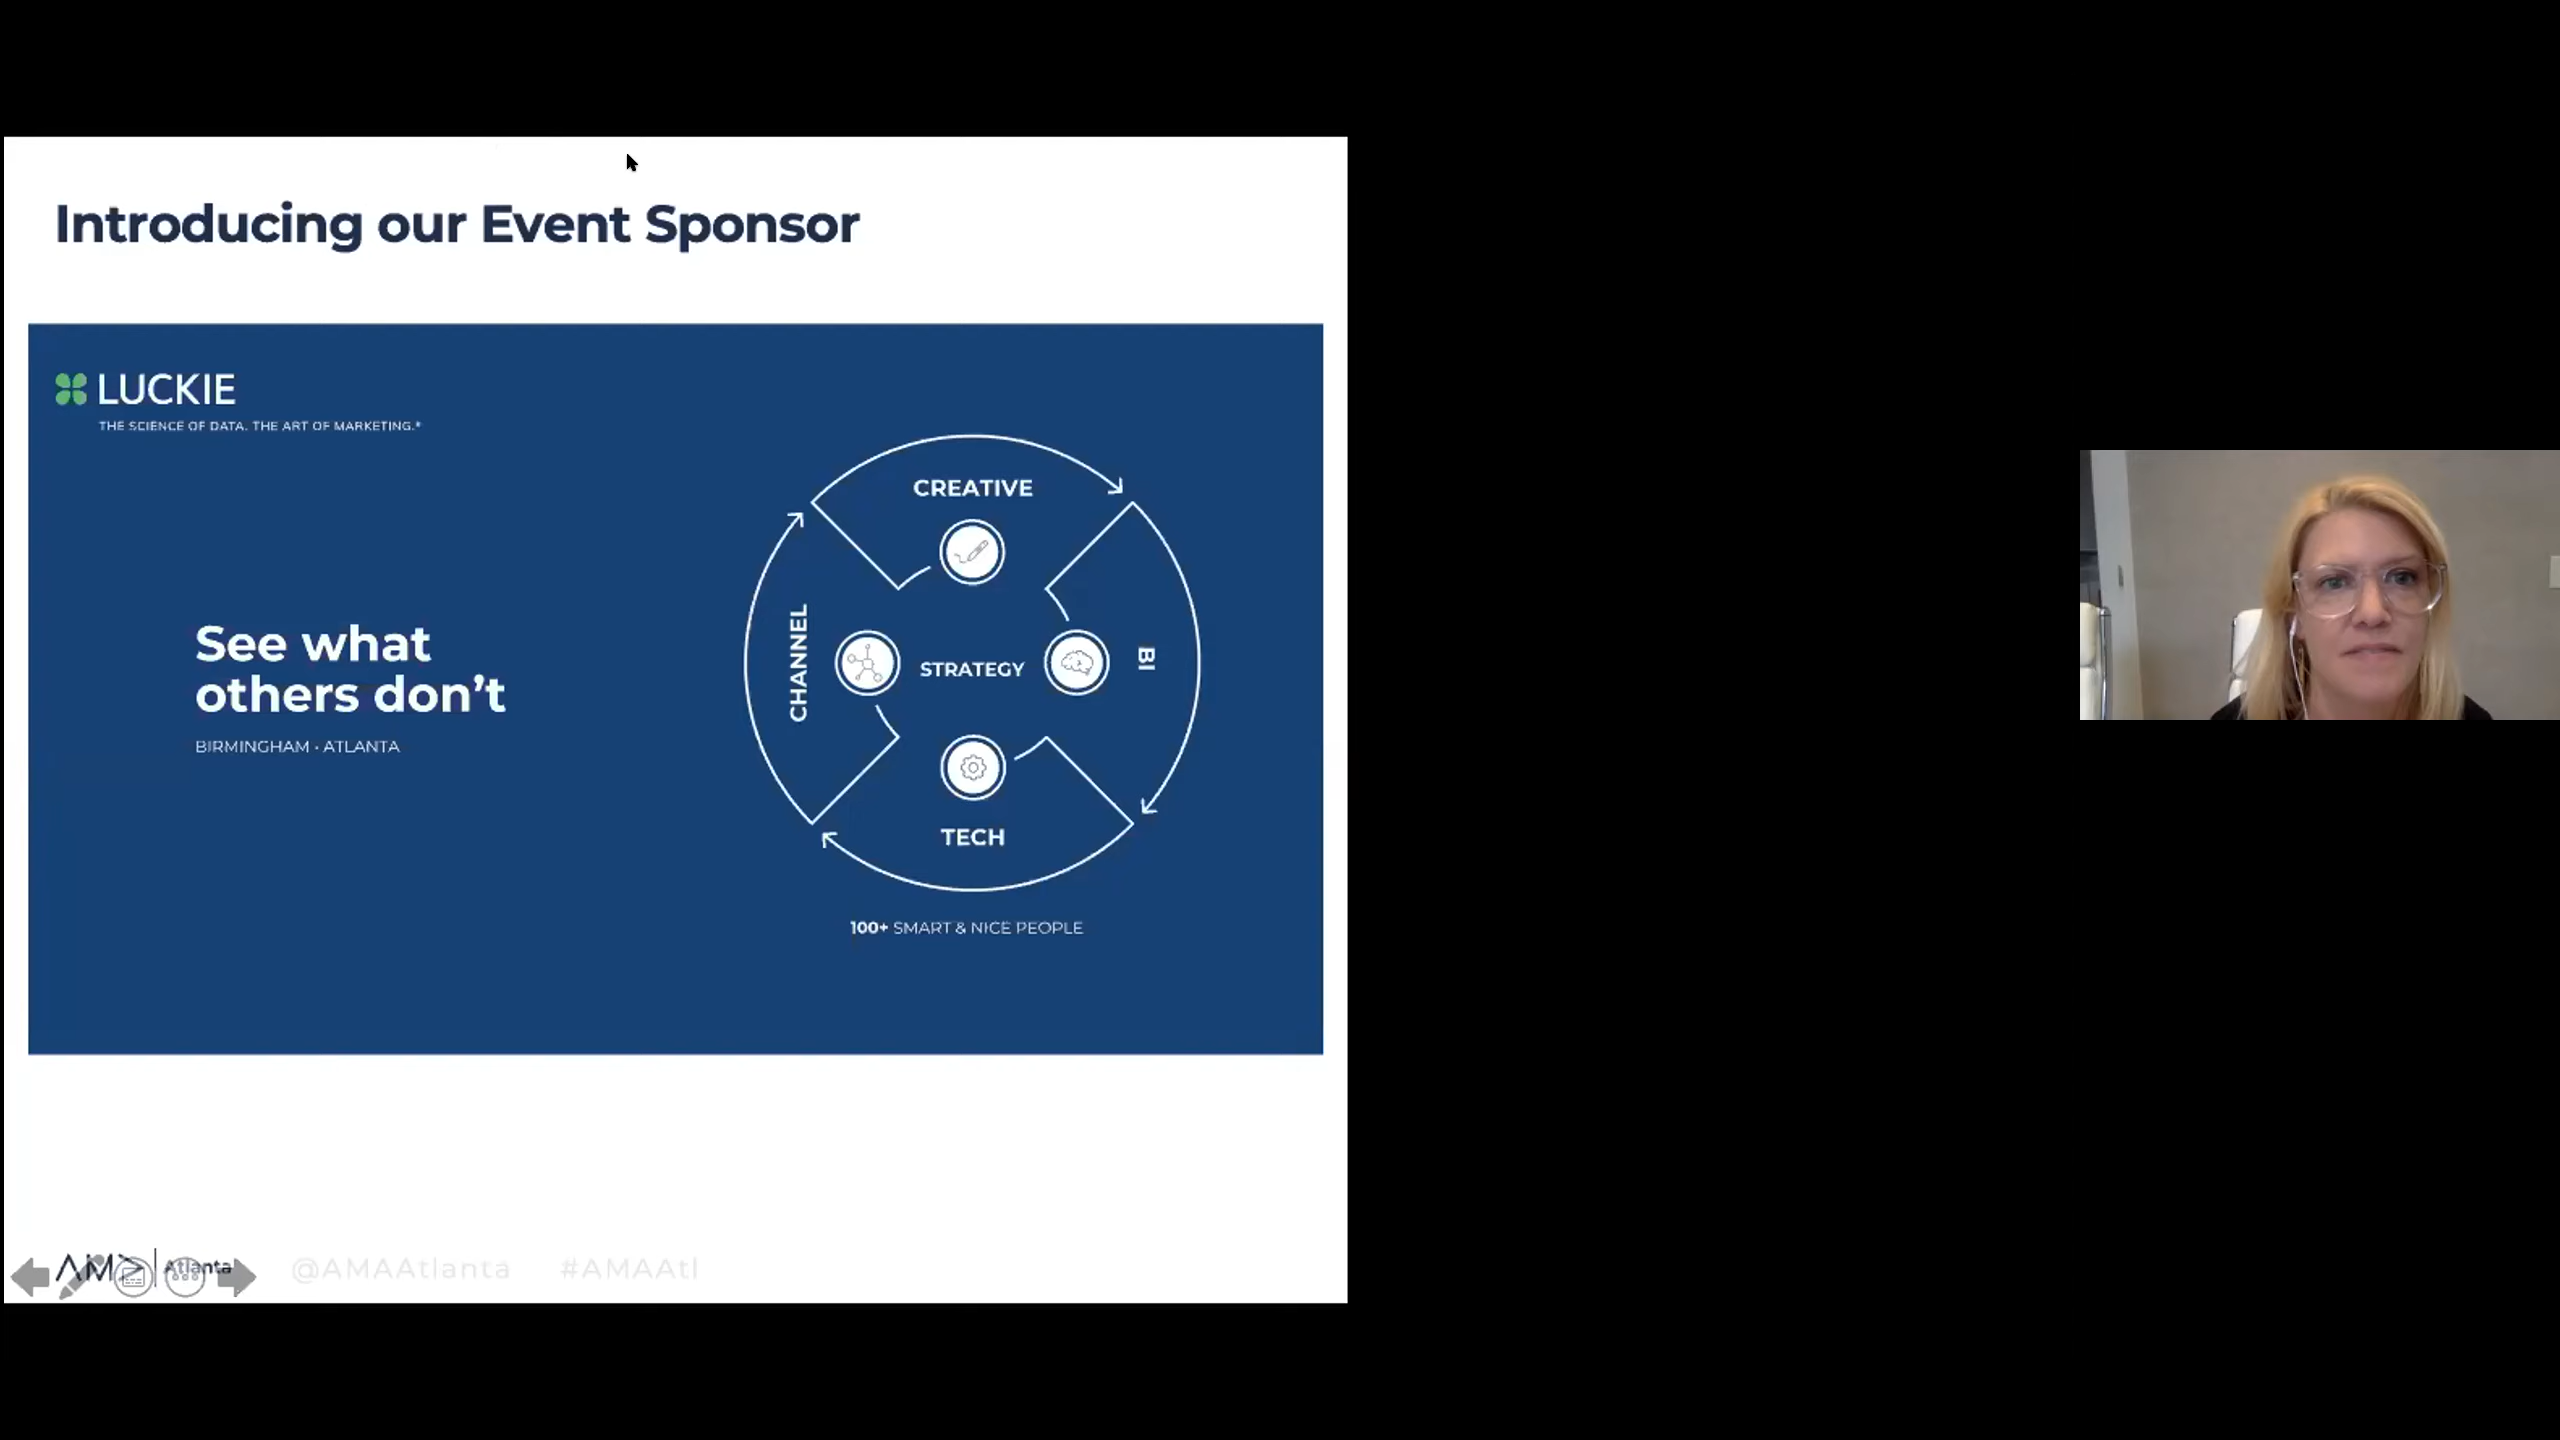 Introducing our Event Sponsor
LUCKIE
THE SCIENCE OF DATA. THE ART OF MARKETING.®
See what
others don’t
BIRMINGHAM • ATLANTA
CREATIVE
CHANNEL
STRATEGY
BI
TECH
100+ SMART & NICE PEOPLE
AMA Atlanta
@AMAAtlanta #AMAAtl